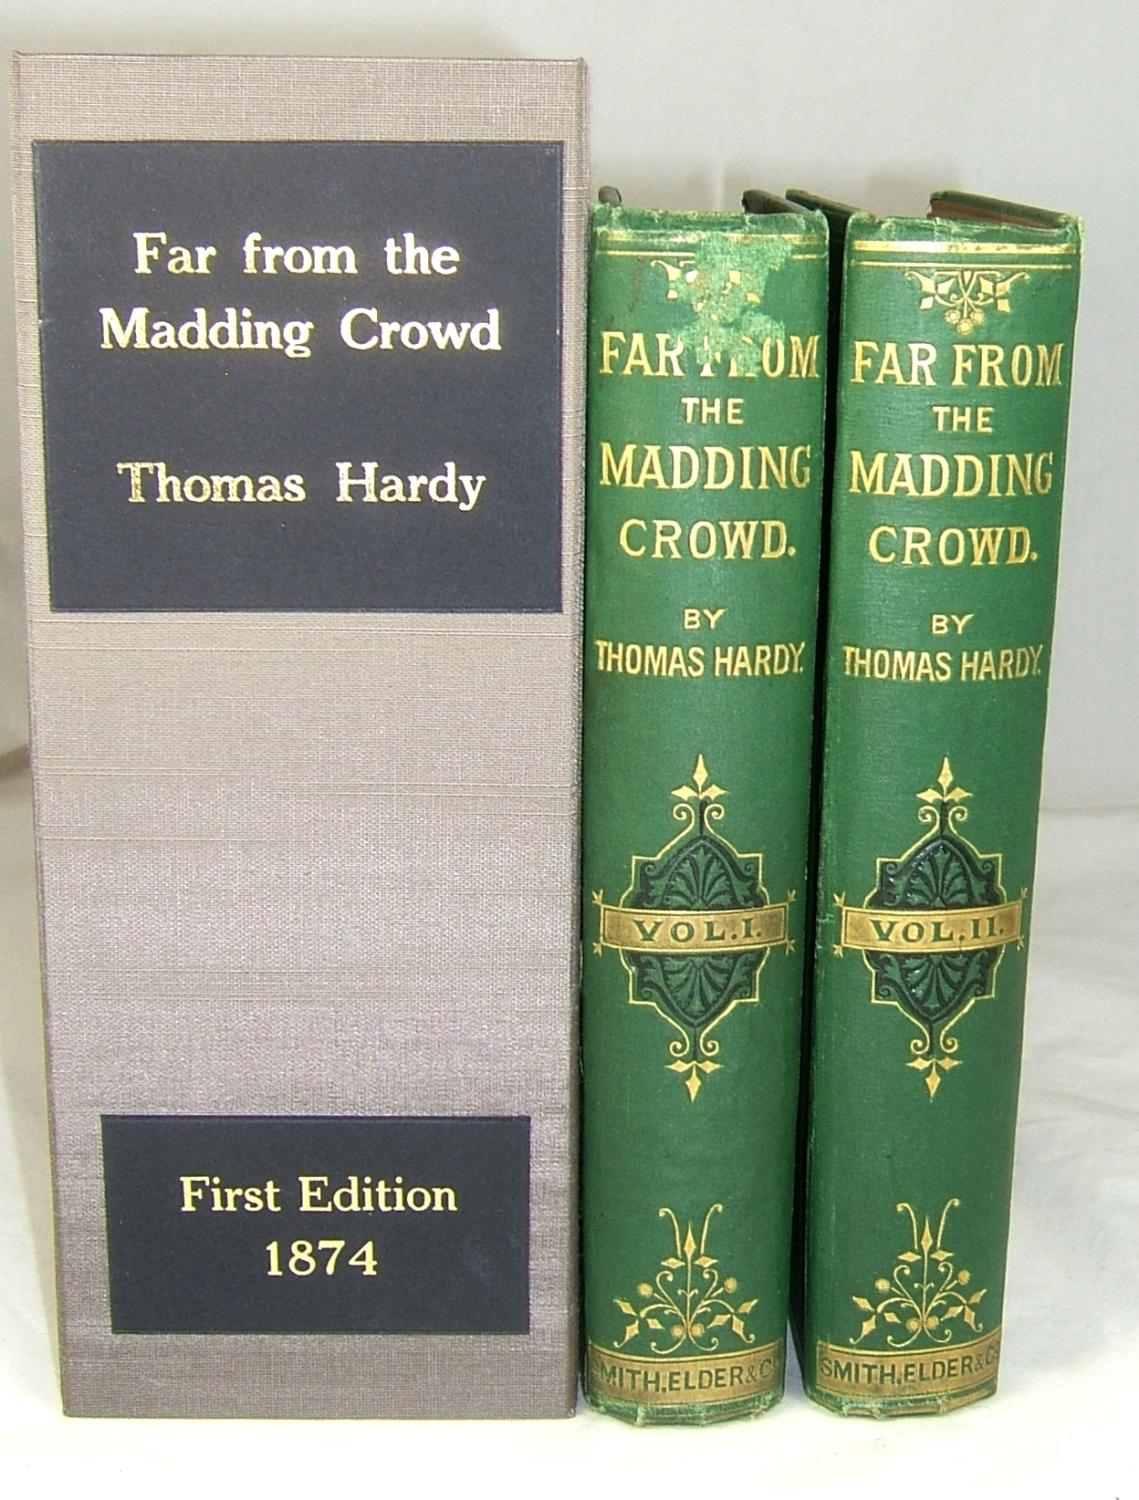 Far from the
Madding Crowd
Thomas Hardy
First Edition
1874
FAR FROM
THE
MADDING
CROWD.
BY
THOMAS HARDY.
VOL.I.
SMITH.ELDER & Co
FAR FROM
THE
MADDING
CROWD.
BY
THOMAS HARDY.
VOL.II.
SMITH.ELDER & Co